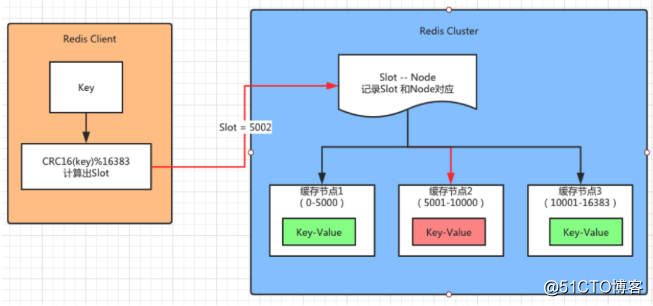 Redis Client
Key
CRC16(key)%16383
计算出Slot
Slot = 5002
Redis Cluster
Slot -- Node
记录Slot 和Node对应
缓存节点1
（0-5000）
Key-Value
缓存节点2
（5001-10000）
Key-Value
缓存节点3
（10001-16383）
Key-Value
@51CTO博客